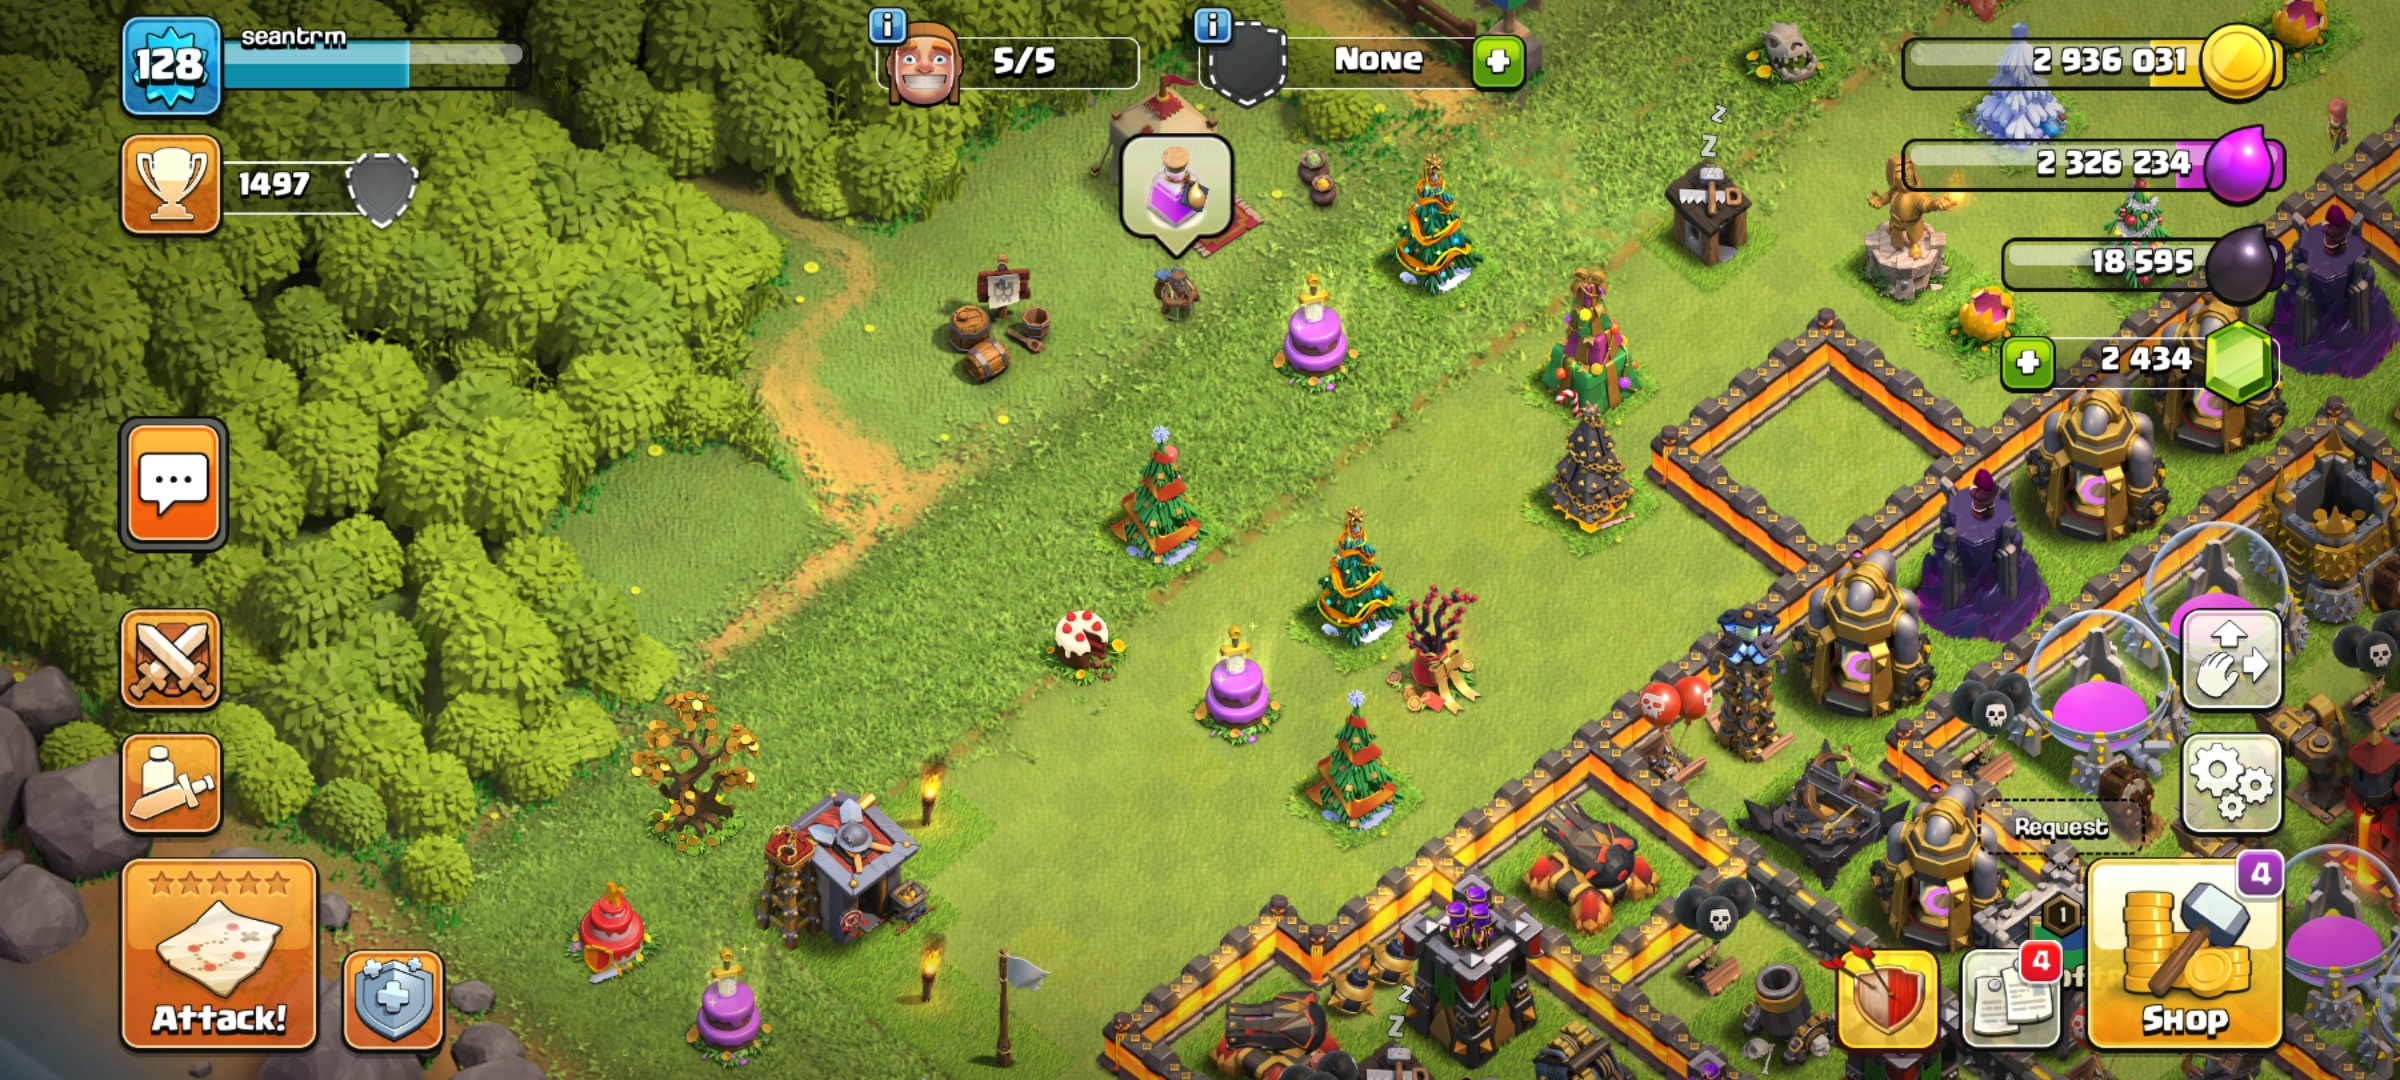 128
seantrm
5/5
None
2 936 031
1497
2 326 234
18 595
2 434
z
z
Request
4
1
4
z
z
Attack!
Shop